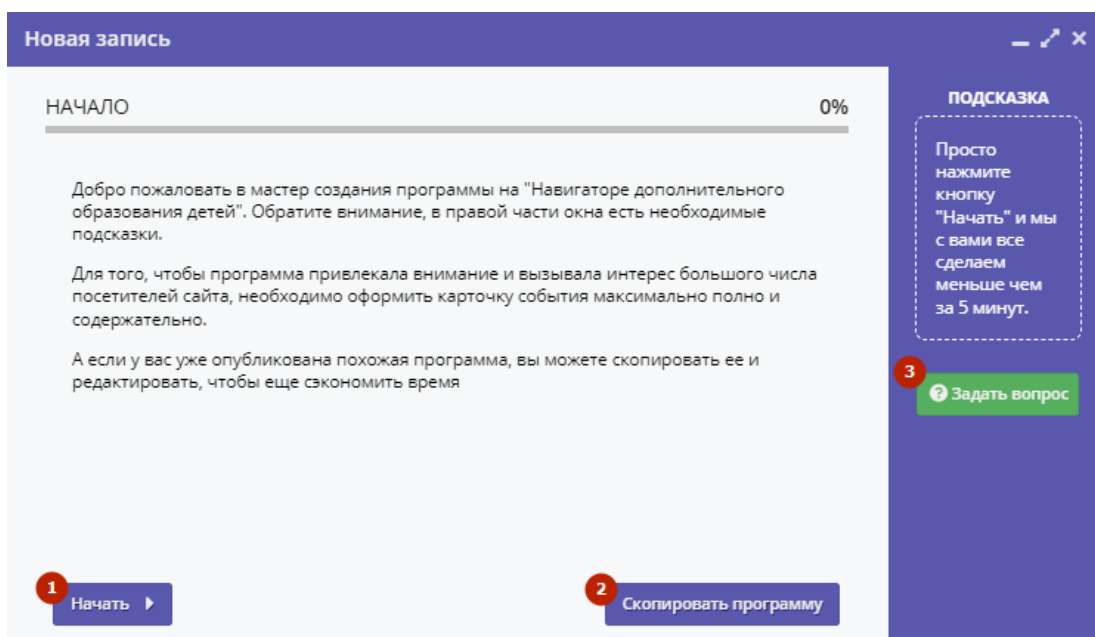 Новая запись
НАЧАЛО
0%
Добро пожаловать в мастер создания программы на "Навигаторе дополнительного
образования детей". Обратите внимание, в правой части окна есть необходимые
подсказки.
Для того, чтобы программа привлекала внимание и вызывала интерес большого числа
посетителей сайта, необходимо оформить карточку события максимально полно и
содержательно.
А если у вас уже опубликована похожая программа, вы можете скопировать ее и
редактировать, чтобы еще сэкономить время
1
Начать
2
Скопировать программу
ПОДСКАЗКА
Просто
нажмите
кнопку
"Начать" и мы
с вами все
сделаем
меньше чем
за 5 минут.
3
Задать вопрос